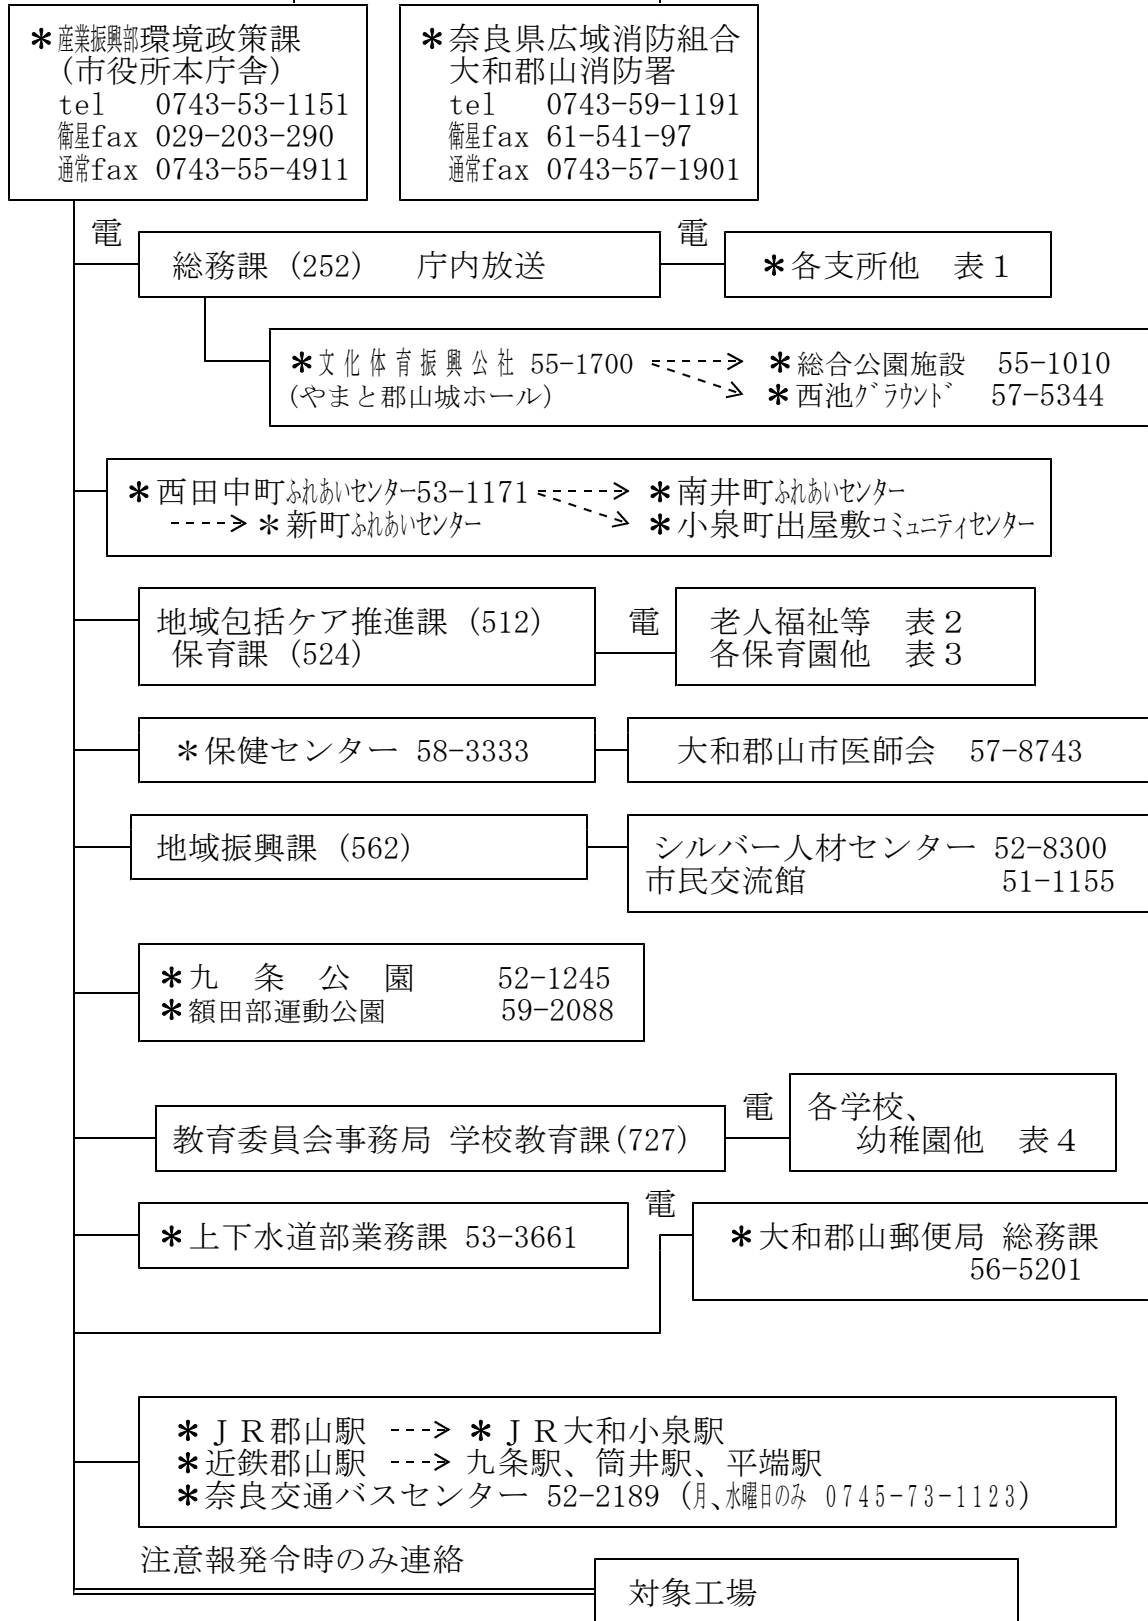 ＊産業振興部環境政策課
(市役所本庁舎)
tel 0743-53-1151
衛星fax 029-203-290
通常fax 0743-55-4911
＊奈良県広域消防組合
大和郡山消防署
tel 0743-59-1191
衛星fax 61-541-97
通常fax 0743-57-1901
電
総務課 (252) 庁内放送
電
＊各支所他 表１
＊文化体育振興公社 55-1700 ＊総合公園施設 55-1010
(やまと郡山城ホール) ＊西池ｸﾞﾗｳﾝﾄﾞ 57-5344
＊西田中町ふれあいセンター53-1171 ＊南井町ふれあいセンター
＊新町ふれあいセンター ＊小泉町出屋敷コミュニティセンター
地域包括ケア推進課 (512)
保育課 (524)
電
老人福祉等 表２
各保育園他 表３
＊保健センター 58-3333
大和郡山市医師会 57-8743
地域振興課 (562)
シルバー人材センター 52-8300
市民交流館 51-1155
＊九条公園 52-1245
＊額田部運動公園 59-2088
教育委員会事務局 学校教育課(727)
電
各学校、
幼稚園他 表４
＊上下水道部業務課 53-3661
電
＊大和郡山郵便局 総務課
56-5201
＊ＪＲ郡山駅 ＊ＪＲ大和小泉駅
＊近鉄郡山駅 九条駅、筒井駅、平端駅
＊奈良交通バスセンター 52-2189 (月、水曜日のみ 0745-73-1123)
注意報発令時のみ連絡
対象工場